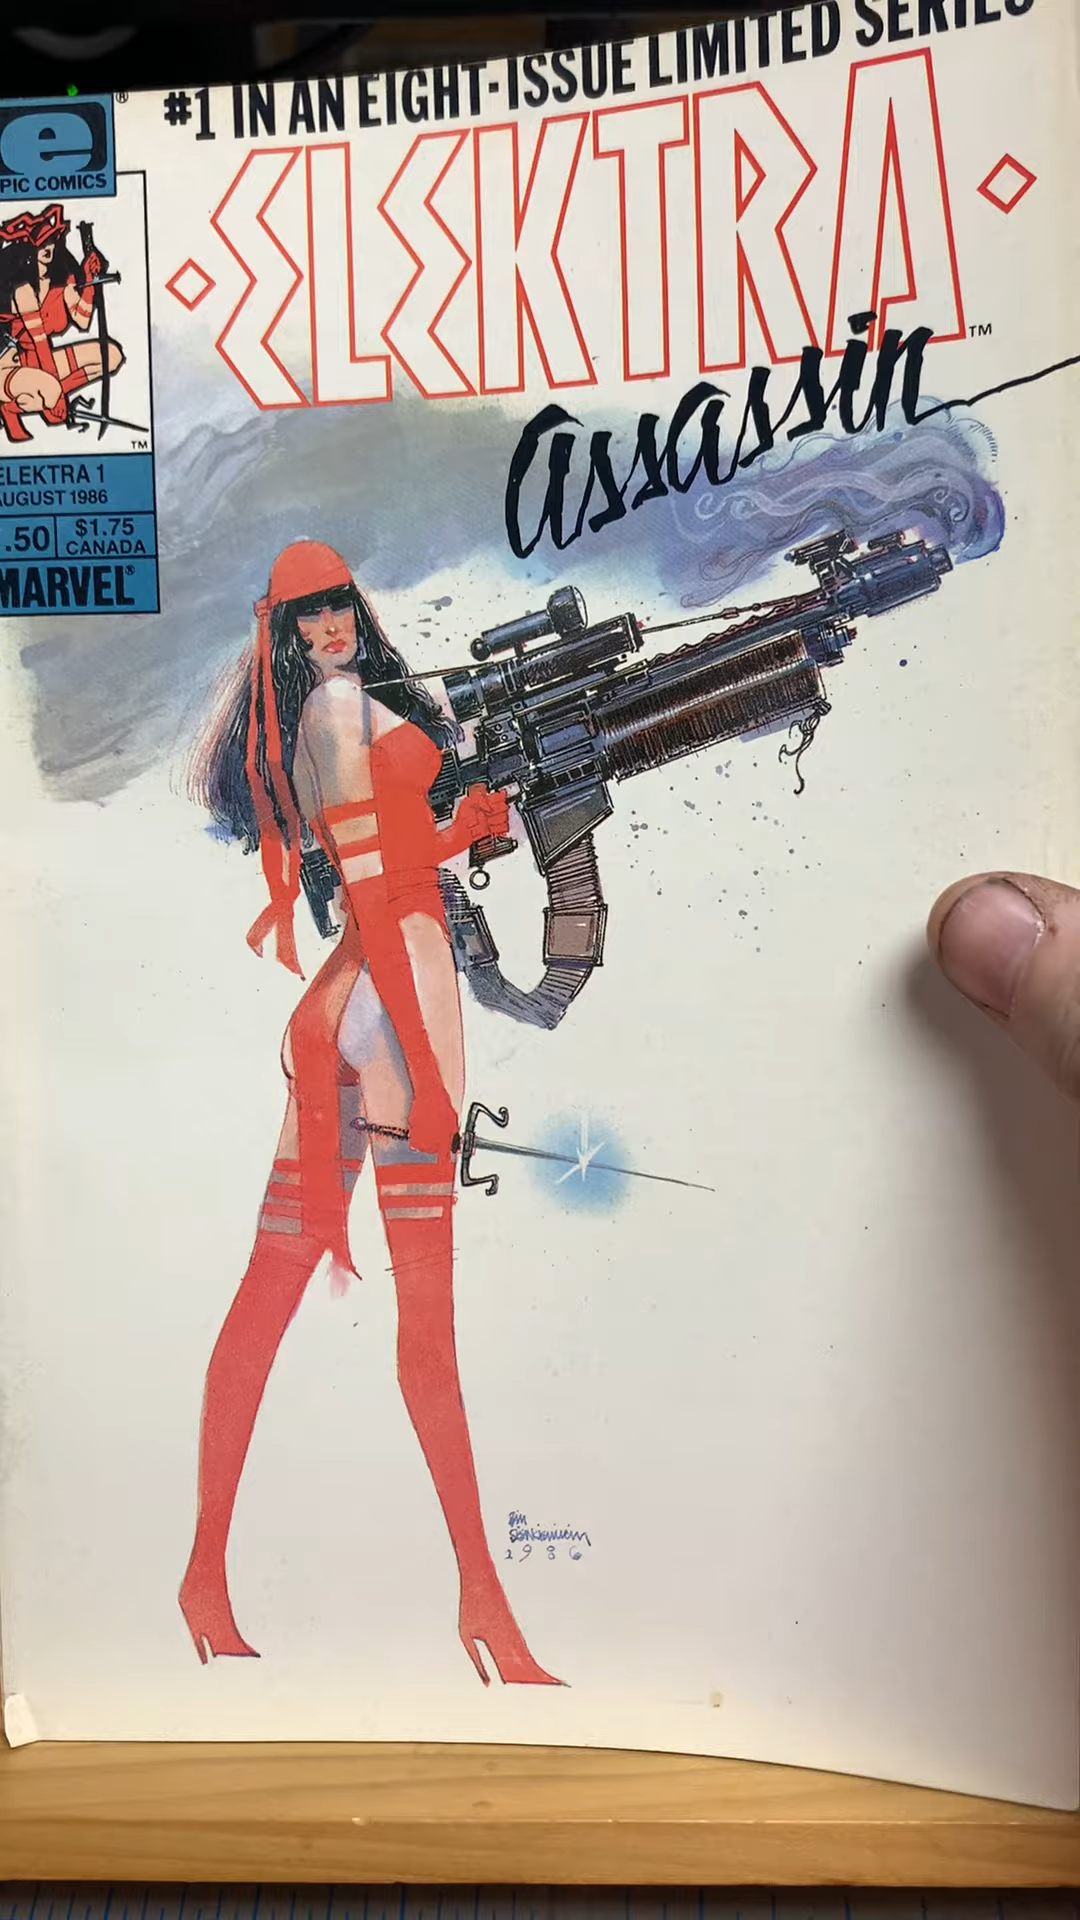 #1 IN AN EIGHT-ISSUE LIMITED SERIES
e
®
PIC COMICS
ELEKTRA
TM
assassin
TM
ELEKTRA 1
AUGUST 1986
.50
$1.75
CANADA
MARVEL®
1986